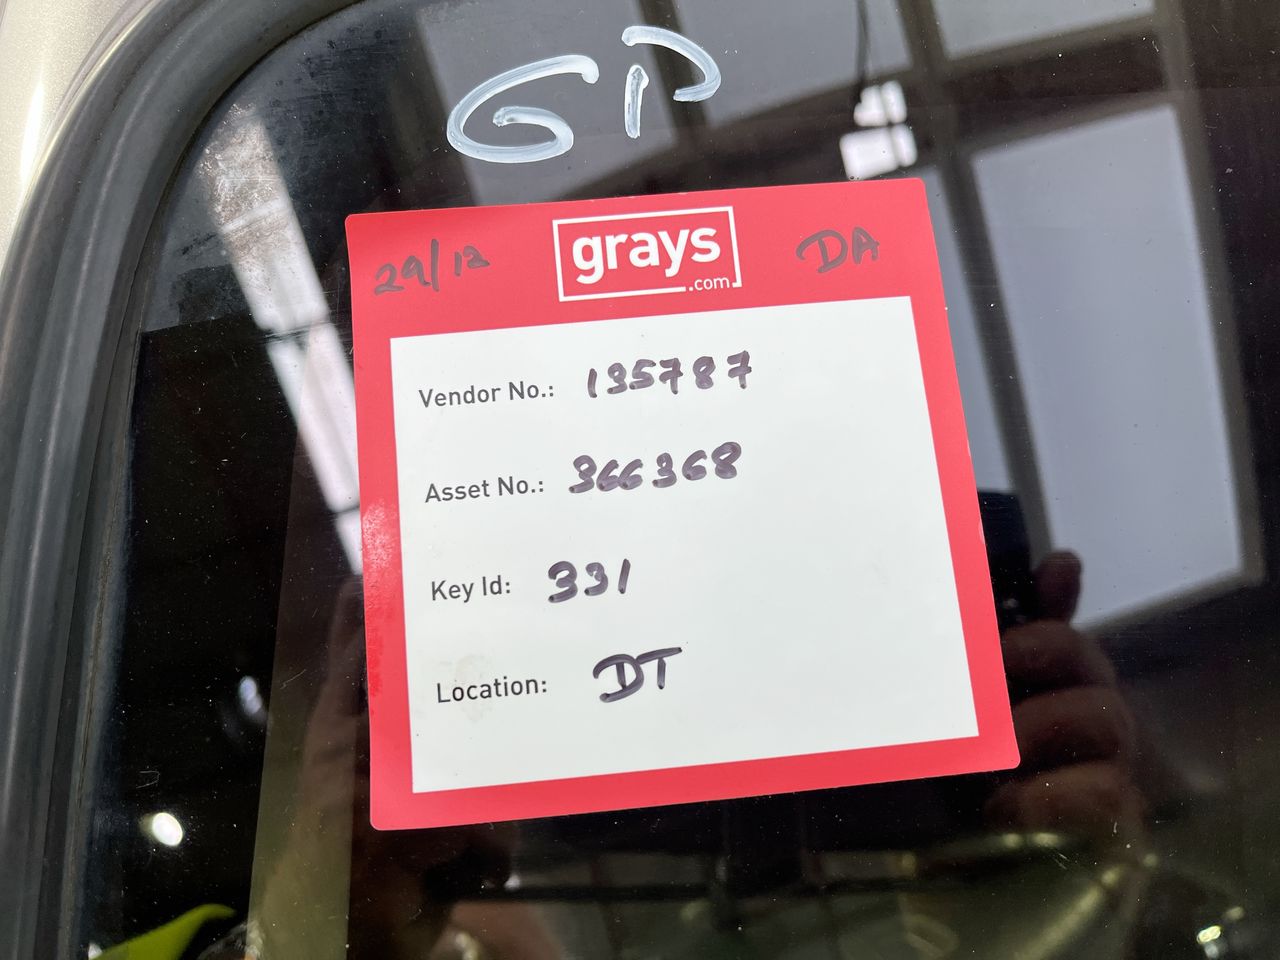 GP
29/12
grays
.com
DA
Vendor No.: 135787
Asset No.: 366368
Key Id: 331
Location: DT